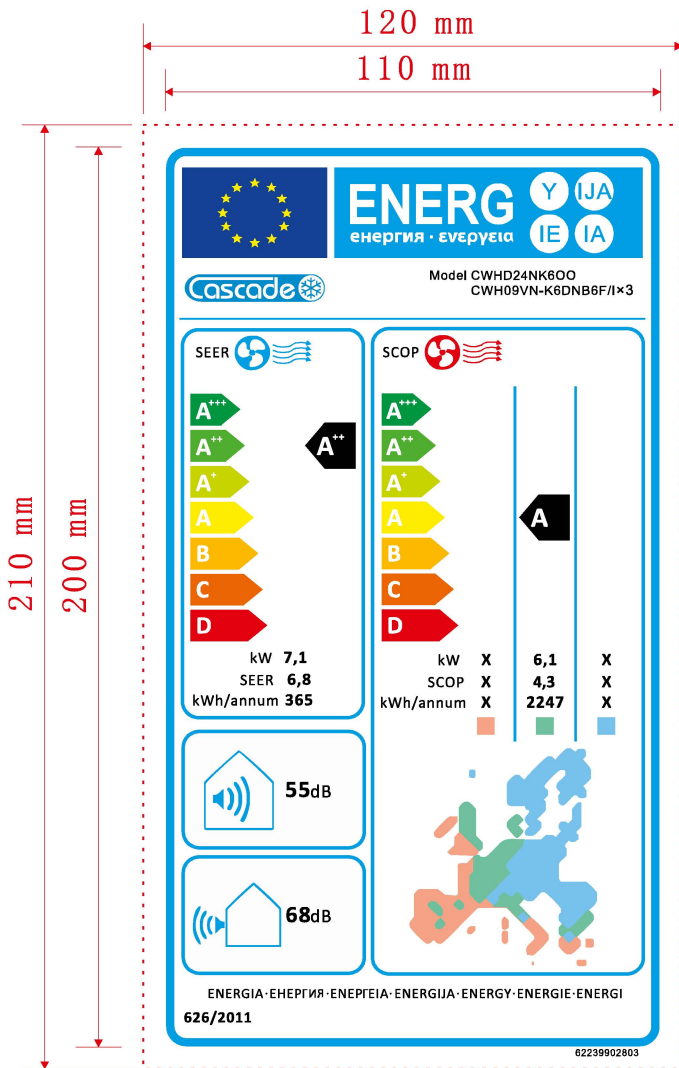 120 mm
110 mm
210 mm
200 mm
ENERG
енергия · ενεργεια
Y IJA
IE IA
Cascade
Model CWHD24NK6OO
CWH09VN-K6DNB6F/I×3
SEER
A+++
A++
A+
A
B
C
D
A++
kW 7,1
SEER 6,8
kWh/annum 365
SCOP
A+++
A++
A+
A
B
C
D
A
kW X 6,1 X
SCOP X 4,3 X
kWh/annum X 2247 X
55dB
68dB
ENERGIA·ЕНЕРГИЯ·ΕΝΕΡΓΕΙΑ·ENERGIJA·ENERGY·ENERGIE·ENERGI
626/2011
62239902803